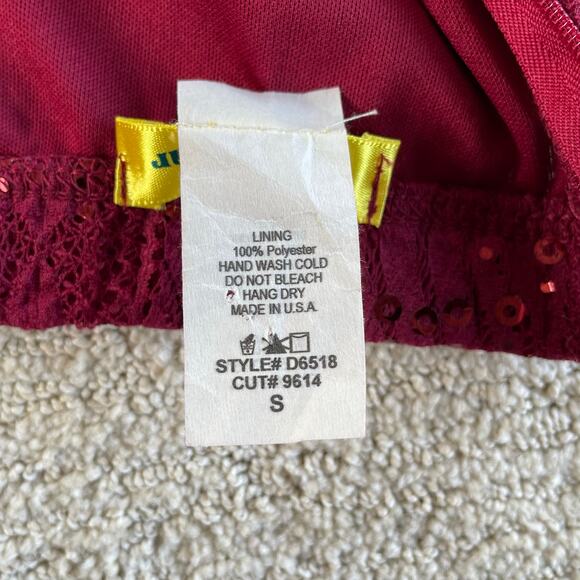 LINING
100% Polyester
HAND WASH COLD
DO NOT BLEACH
HANG DRY
MADE IN U.S.A.
STYLE# D6518
CUT# 9614
S